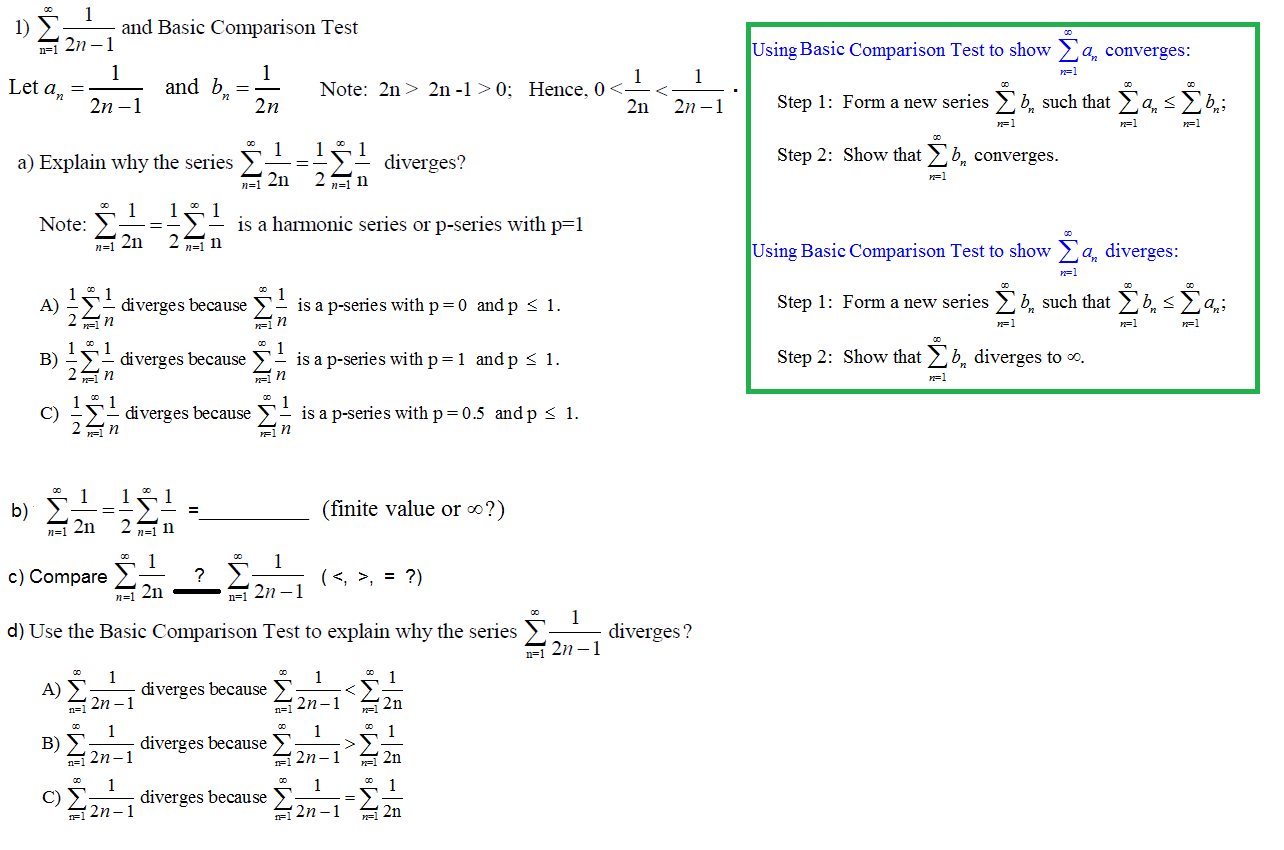 1) $\sum_{n=1}^{\infty} \frac{1}{2n-1}$ and Basic Comparison Test
Let $a_n = \frac{1}{2n-1}$ and $b_n = \frac{1}{2n}$ Note: 2n > 2n -1 > 0; Hence, $0 < \frac{1}{2n} < \frac{1}{2n-1}$.
a) Explain why the series $\sum_{n=1}^{\infty} \frac{1}{2n} = \frac{1}{2} \sum_{n=1}^{\infty} \frac{1}{n}$ diverges?
Note: $\sum_{n=1}^{\infty} \frac{1}{2n} = \frac{1}{2} \sum_{n=1}^{\infty} \frac{1}{n}$ is a harmonic series or p-series with p=1
A) $\frac{1}{2} \sum_{n=1}^{\infty} \frac{1}{n}$ diverges because $\sum_{n=1}^{\infty} \frac{1}{n}$ is a p-series with p = 0 and p ≤ 1.
B) $\frac{1}{2} \sum_{n=1}^{\infty} \frac{1}{n}$ diverges because $\sum_{n=1}^{\infty} \frac{1}{n}$ is a p-series with p = 1 and p ≤ 1.
C) $\frac{1}{2} \sum_{n=1}^{\infty} \frac{1}{n}$ diverges because $\sum_{n=1}^{\infty} \frac{1}{n}$ is a p-series with p = 0.5 and p ≤ 1.
b) $\sum_{n=1}^{\infty} \frac{1}{2n} = \frac{1}{2} \sum_{n=1}^{\infty} \frac{1}{n}$ =__________ (finite value or ∞?)
c) Compare $\sum_{n=1}^{\infty} \frac{1}{2n}$ __?__ $\sum_{n=1}^{\infty} \frac{1}{2n-1}$ ( <, >, = ?)
d) Use the Basic Comparison Test to explain why the series $\sum_{n=1}^{\infty} \frac{1}{2n-1}$ diverges?
A) $\sum_{n=1}^{\infty} \frac{1}{2n-1}$ diverges because $\sum_{n=1}^{\infty} \frac{1}{2n-1} < \sum_{n=1}^{\infty} \frac{1}{2n}$
B) $\sum_{n=1}^{\infty} \frac{1}{2n-1}$ diverges because $\sum_{n=1}^{\infty} \frac{1}{2n-1} > \sum_{n=1}^{\infty} \frac{1}{2n}$
C) $\sum_{n=1}^{\infty} \frac{1}{2n-1}$ diverges because $\sum_{n=1}^{\infty} \frac{1}{2n-1} = \sum_{n=1}^{\infty} \frac{1}{2n}$
Using Basic Comparison Test to show $\sum_{n=1}^{\infty} a_n$ converges:
Step 1: Form a new series $\sum_{n=1}^{\infty} b_n$ such that $\sum_{n=1}^{\infty} a_n \le \sum_{n=1}^{\infty} b_n$;
Step 2: Show that $\sum_{n=1}^{\infty} b_n$ converges.
Using Basic Comparison Test to show $\sum_{n=1}^{\infty} a_n$ diverges:
Step 1: Form a new series $\sum_{n=1}^{\infty} b_n$ such that $\sum_{n=1}^{\infty} b_n \le \sum_{n=1}^{\infty} a_n$;
Step 2: Show that $\sum_{n=1}^{\infty} b_n$ diverges to ∞.